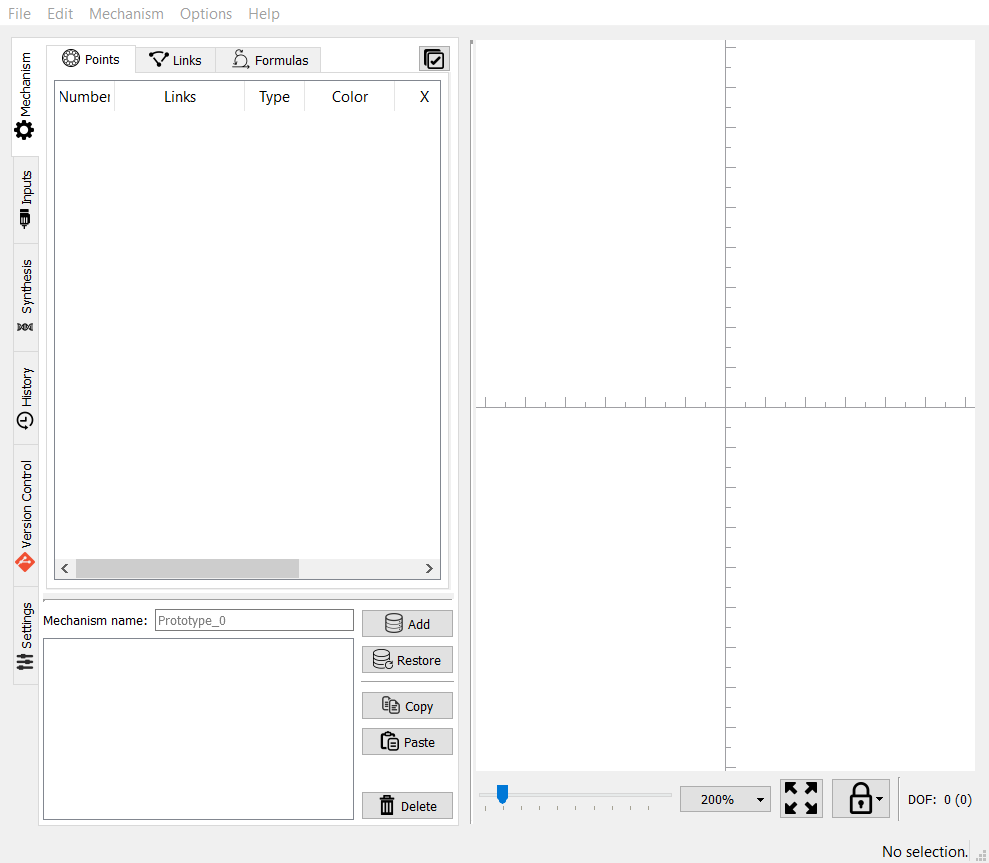 File Edit Mechanism Options Help
Mechanism
Inputs
Synthesis
History
Version Control
Settings
Points Links Formulas
Number Links Type Color X
Mechanism name: Prototype_0
Add
Restore
Copy
Paste
Delete
200%
DOF: 0 (0)
No selection.